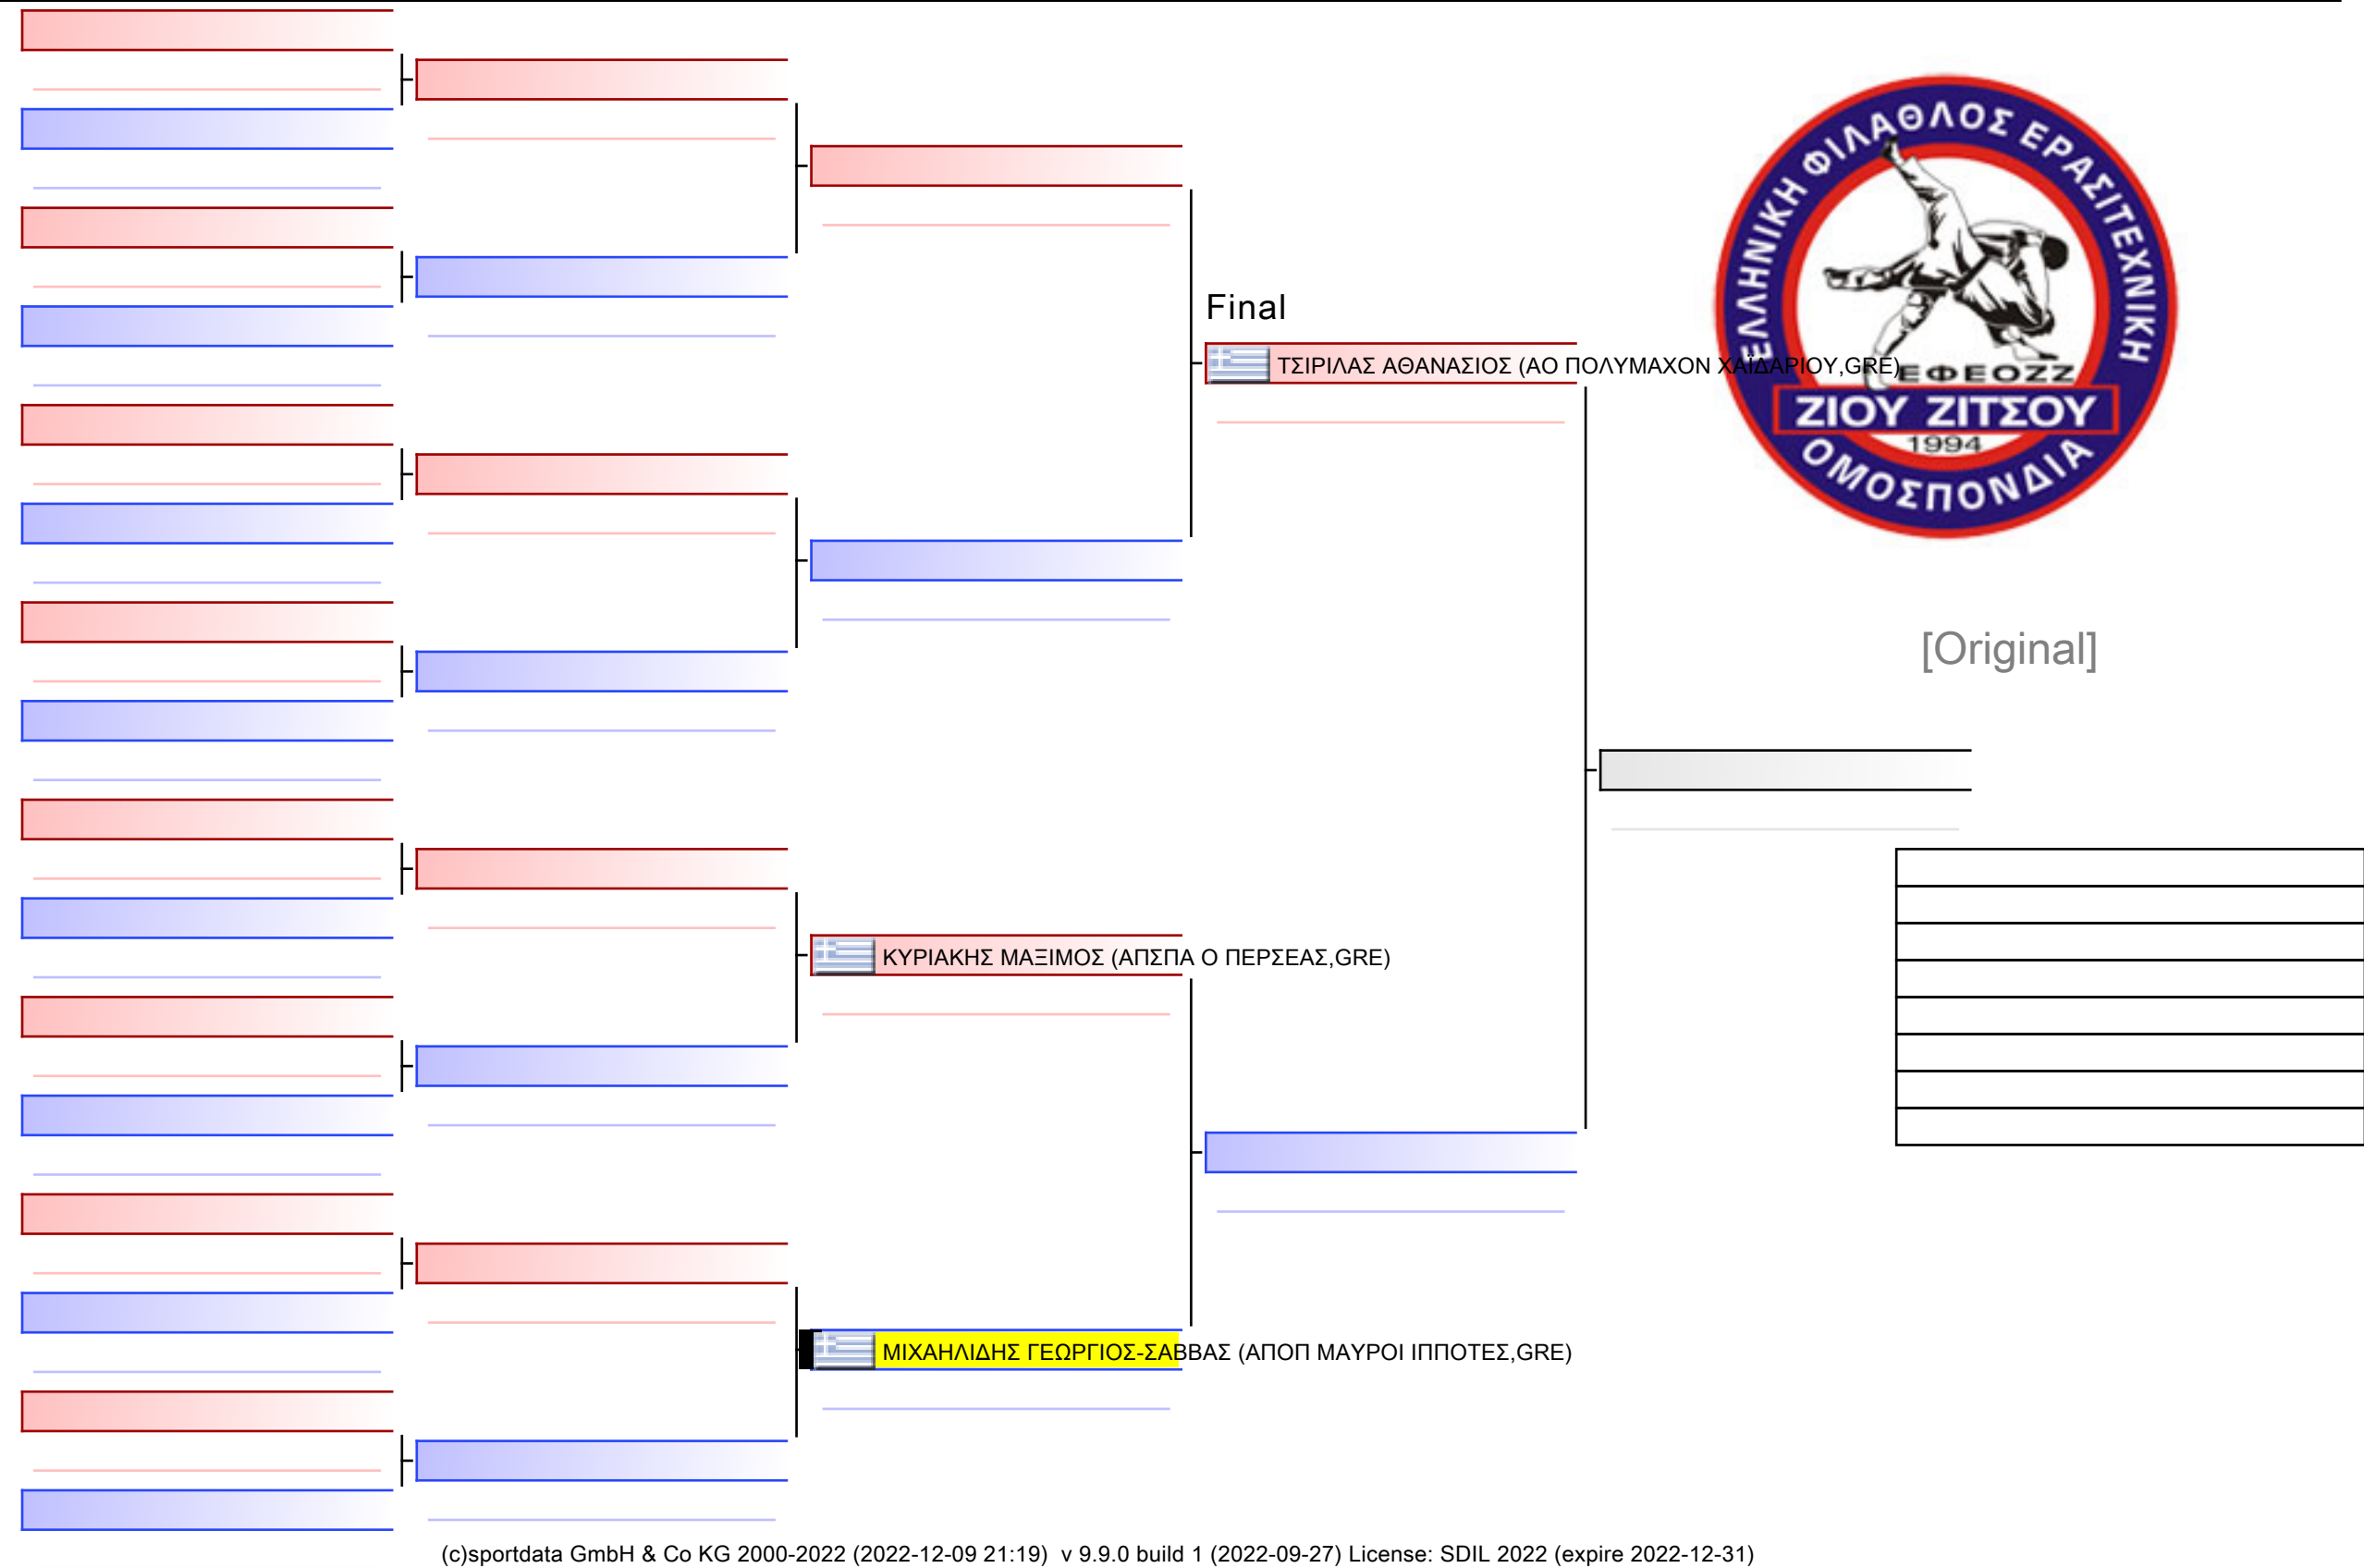 ΕΛΛΗΝΙΚΗ ΦΙΛΑΘΛΟΣ ΕΡΑΣΙΤΕΧΝΙΚΗ
Final
ΤΣΙΡΙΛΑΣ ΑΘΑΝΑΣΙΟΣ (ΑΟ ΠΟΛΥΜΑΧΟΝ ΧΑΪΔΑΡΙΟΥ,GRE)
ΕΦΕΟΖΖ
ΖΙΟΥ ΖΙΤΣΟΥ
1994
ΟΜΟΣΠΟΝΔΙΑ
[Original]
ΚΥΡΙΑΚΗΣ ΜΑΞΙΜΟΣ (ΑΠΣΠΑ Ο ΠΕΡΣΕΑΣ,GRE)
ΜΙΧΑΗΛΙΔΗΣ ΓΕΩΡΓΙΟΣ-ΣΑΒΒΑΣ (ΑΠΟΠ ΜΑΥΡΟΙ ΙΠΠΟΤΕΣ,GRE)
(c)sportdata GmbH & Co KG 2000-2022 (2022-12-09 21:19) v 9.9.0 build 1 (2022-09-27) License: SDIL 2022 (expire 2022-12-31)